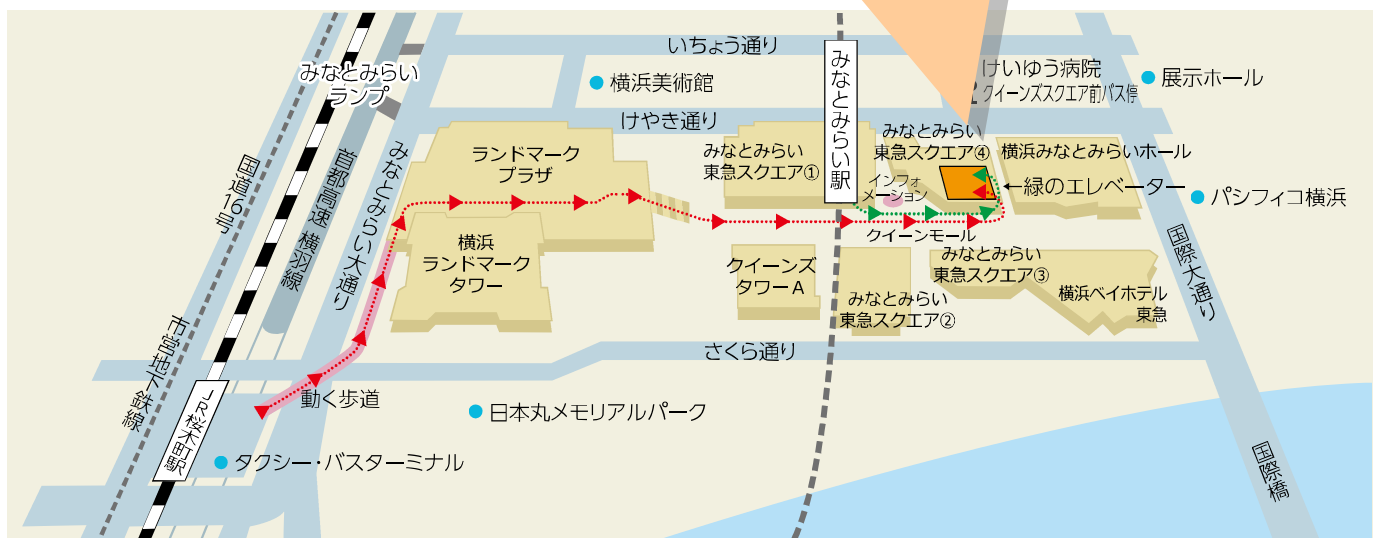 いちょう通り
みなとみらい
ランプ
横浜美術館
みなとみらい駅
けいゆう病院
クイーンズスクエア前バス停
展示ホール
けやき通り
国道16号
首都高速 横羽線
みなとみらい大通り
ランドマーク
プラザ
みなとみらい
東急スクエア①
みなとみらい
東急スクエア④
横浜みなとみらいホール
インフォ
メーション
←緑のエレベーター
パシフィコ横浜
クイーンモール
横浜
ランドマーク
タワー
クイーンズ
タワーA
みなとみらい
東急スクエア②
みなとみらい
東急スクエア③
横浜ベイホテル
東急
国際大通り
さくら通り
市営地下鉄線
動く歩道
JR桜木町駅
日本丸メモリアルパーク
タクシー・バスターミナル
国際橋